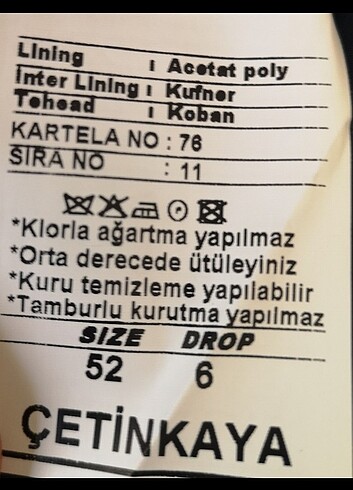 Lining : Acetat poly
Inter Lining : Kufner
Tehead : Koban
KARTELA NO : 76
SIRA NO : 11
*Klorla ağartma yapılmaz
*Orta derecede ütüleyiniz
*Kuru temizleme yapılabilir
*Tamburlu kurutma yapılmaz
SIZE DROP
52 6
ÇETİNKAYA